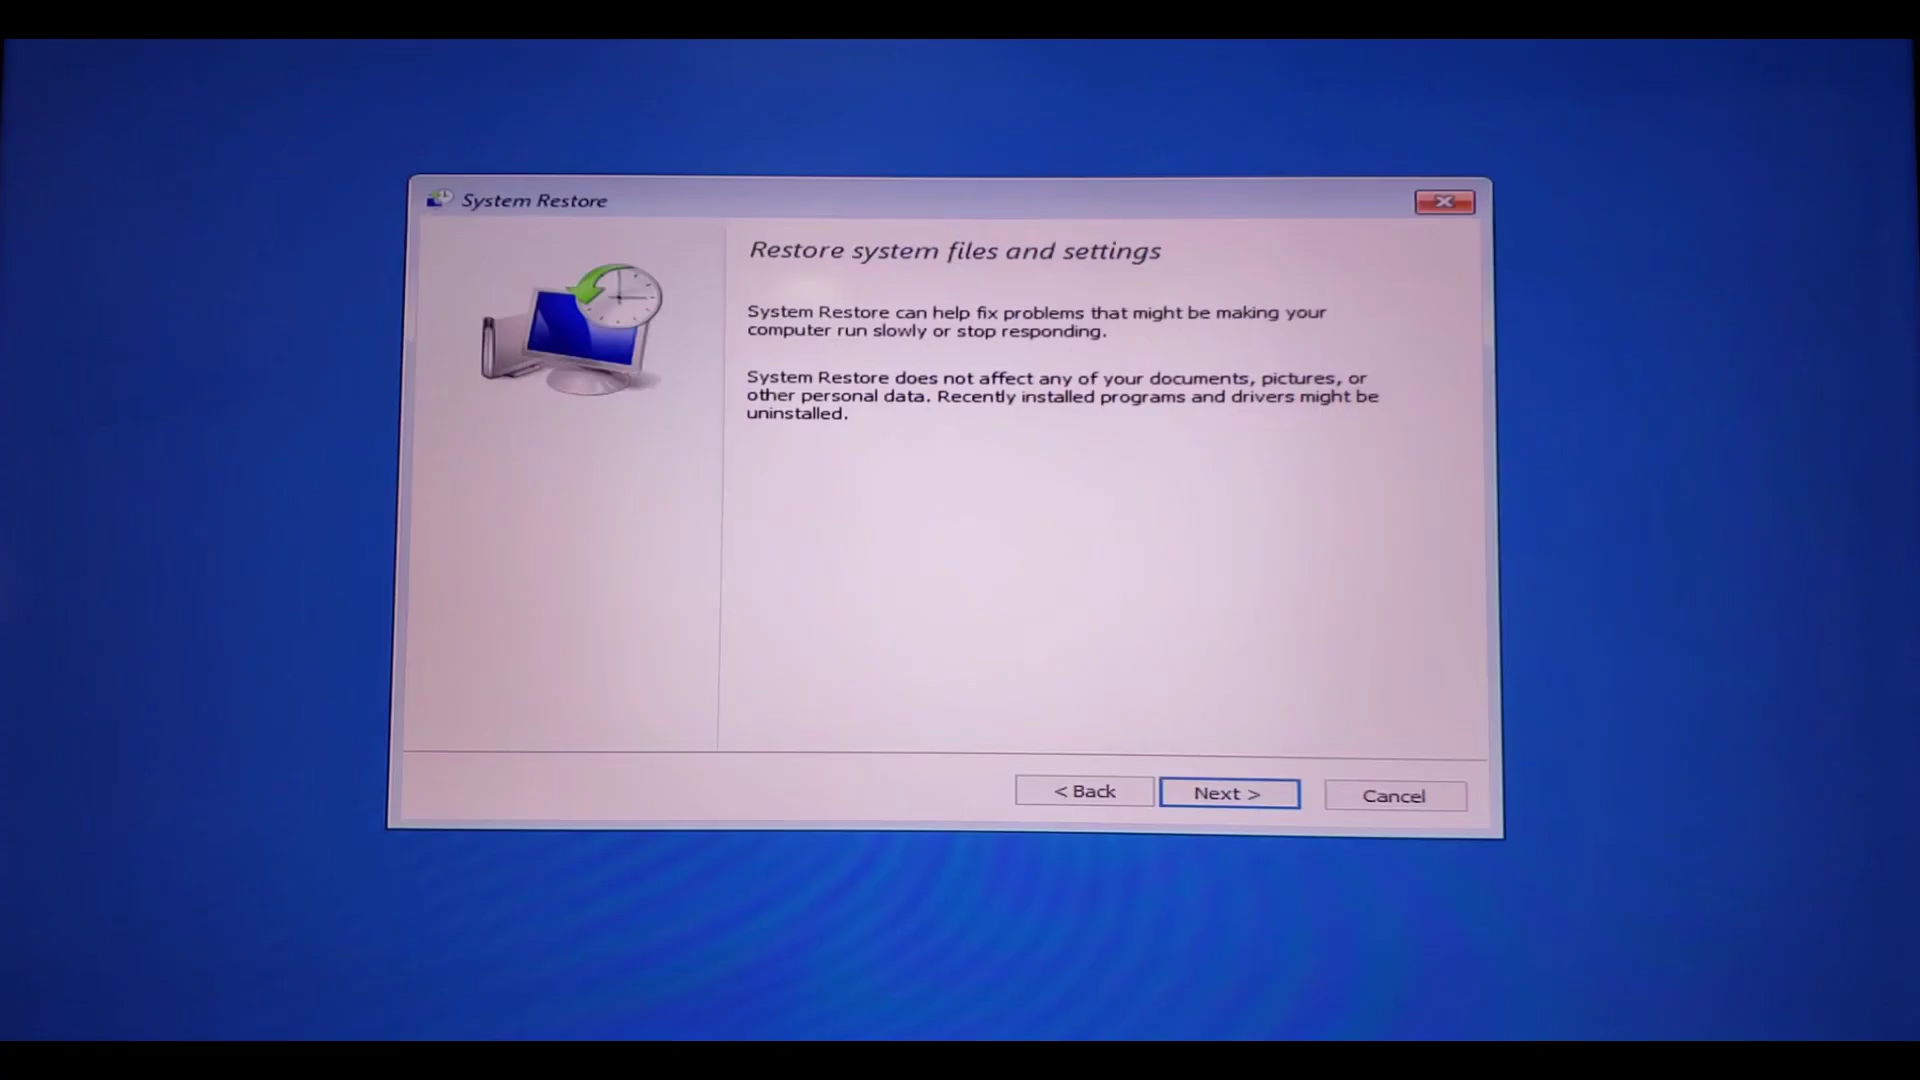 System Restore
Restore system files and settings
System Restore can help fix problems that might be making your
computer run slowly or stop responding.
System Restore does not affect any of your documents, pictures, or
other personal data. Recently installed programs and drivers might be
uninstalled.
< Back
Next >
Cancel